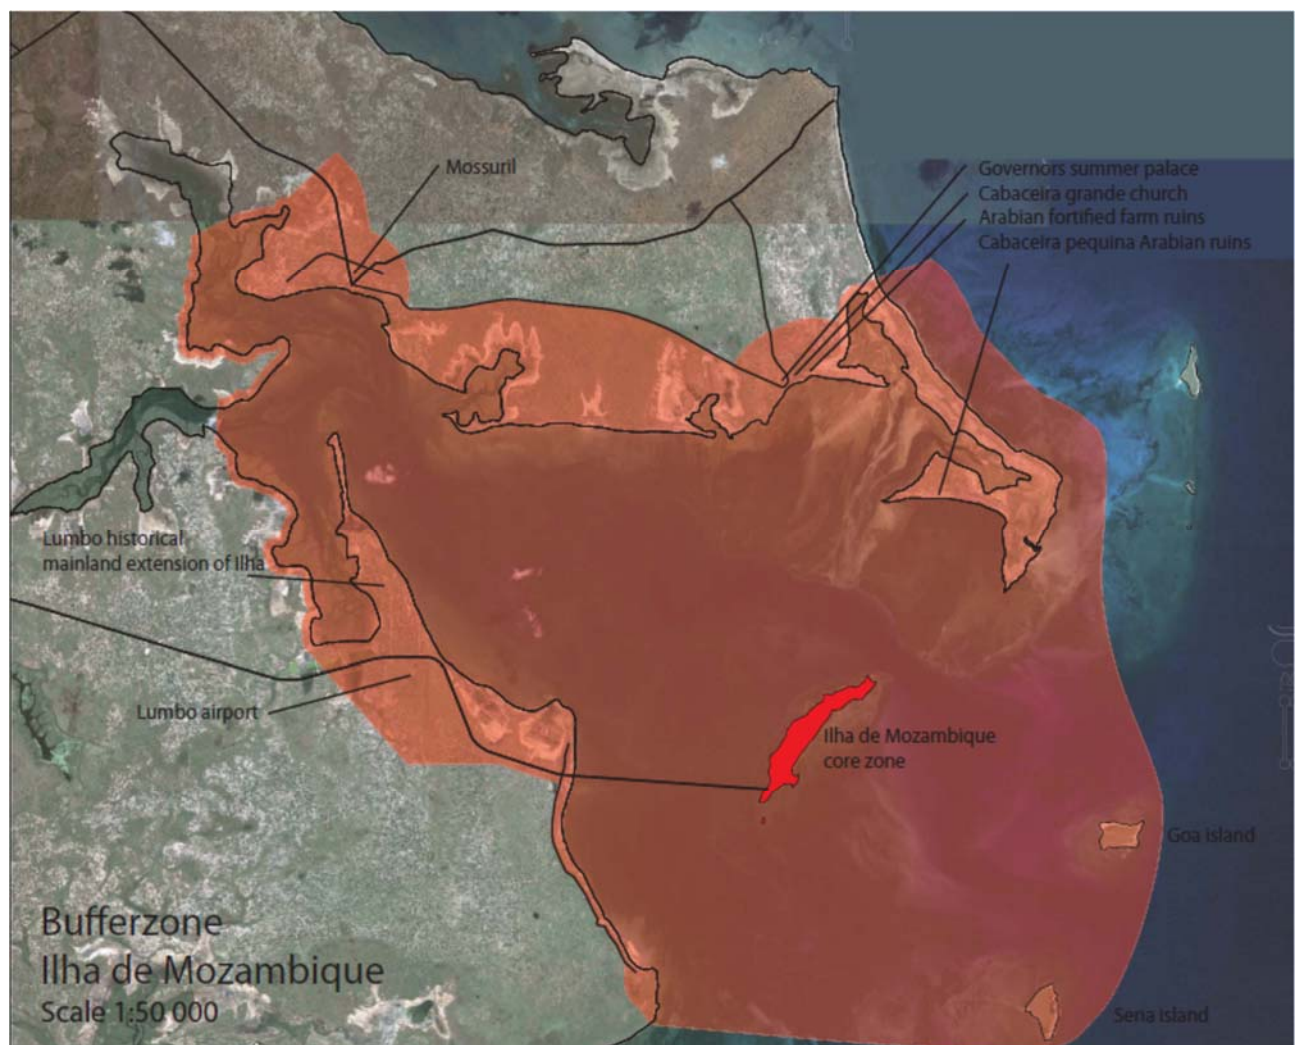 Mossuril
Governors summer palace
Cabaceira grande church
Arabian fortified farm ruins
Cabaceira pequina Arabian ruins
Lumbo historical
mainland extension of Ilha
Lumbo airport
Ilha de Mozambique
core zone
Goa island
Sena island
Bufferzone
Ilha de Mozambique
Scale 1:50 000